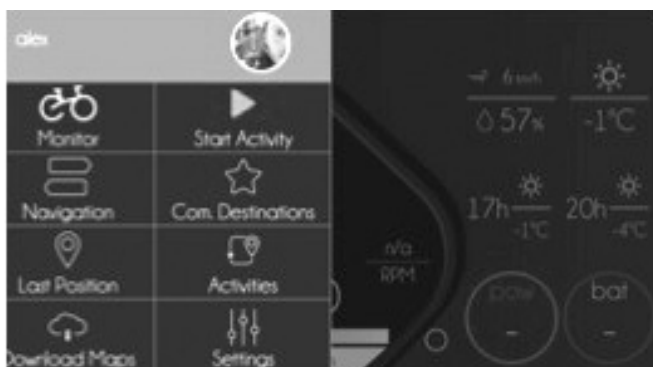 alex
Monitor
Start Activity
Navigation
Com. Destinations
Last Position
Activities
Download Maps
Settings
57%
-1°C
17h
-1°C
20h
-4°C
n/a
RPM
pow
-
bat
-